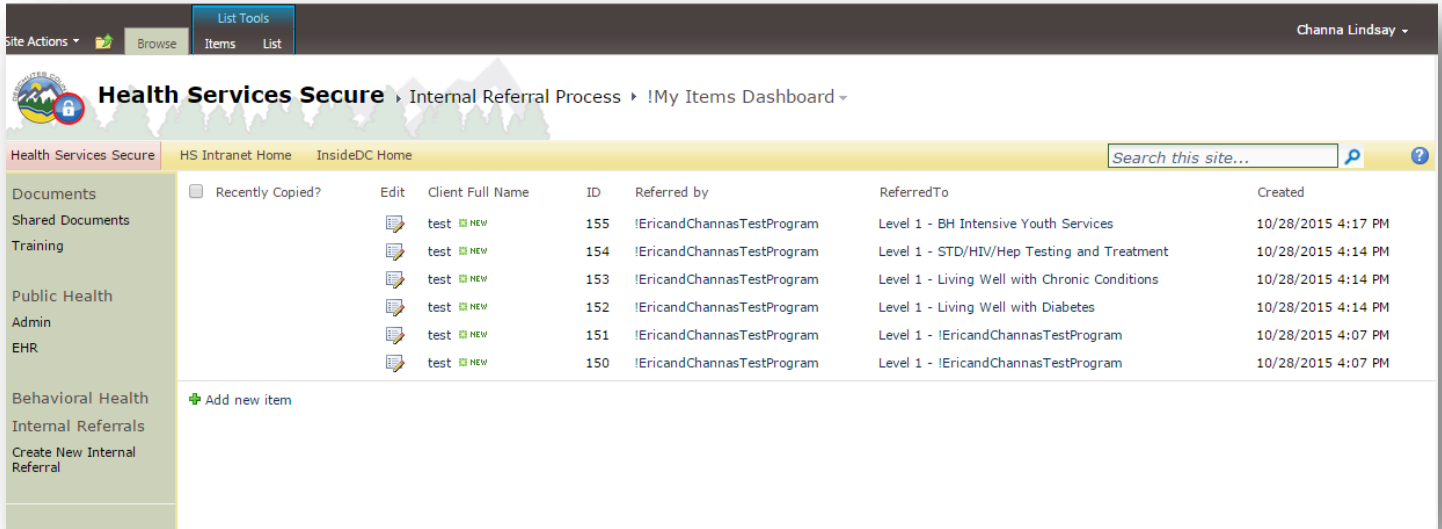 List Tools
Site Actions
Browse
Items
List
Channa Lindsay
DESCHUTES COUNTY
Health Services Secure Internal Referral Process !My Items Dashboard
Health Services Secure
HS Intranet Home
InsideDC Home
Search this site...
Documents
Shared Documents
Training
Public Health
Admin
EHR
Behavioral Health
Internal Referrals
Create New Internal
Referral
Recently Copied? Edit Client Full Name ID Referred by ReferredTo Created
test NEW 155 !EricandChannasTestProgram Level 1 - BH Intensive Youth Services 10/28/2015 4:17 PM
test NEW 154 !EricandChannasTestProgram Level 1 - STD/HIV/Hep Testing and Treatment 10/28/2015 4:14 PM
test NEW 153 !EricandChannasTestProgram Level 1 - Living Well with Chronic Conditions 10/28/2015 4:14 PM
test NEW 152 !EricandChannasTestProgram Level 1 - Living Well with Diabetes 10/28/2015 4:14 PM
test NEW 151 !EricandChannasTestProgram Level 1 - !EricandChannasTestProgram 10/28/2015 4:07 PM
test NEW 150 !EricandChannasTestProgram Level 1 - !EricandChannasTestProgram 10/28/2015 4:07 PM
Add new item